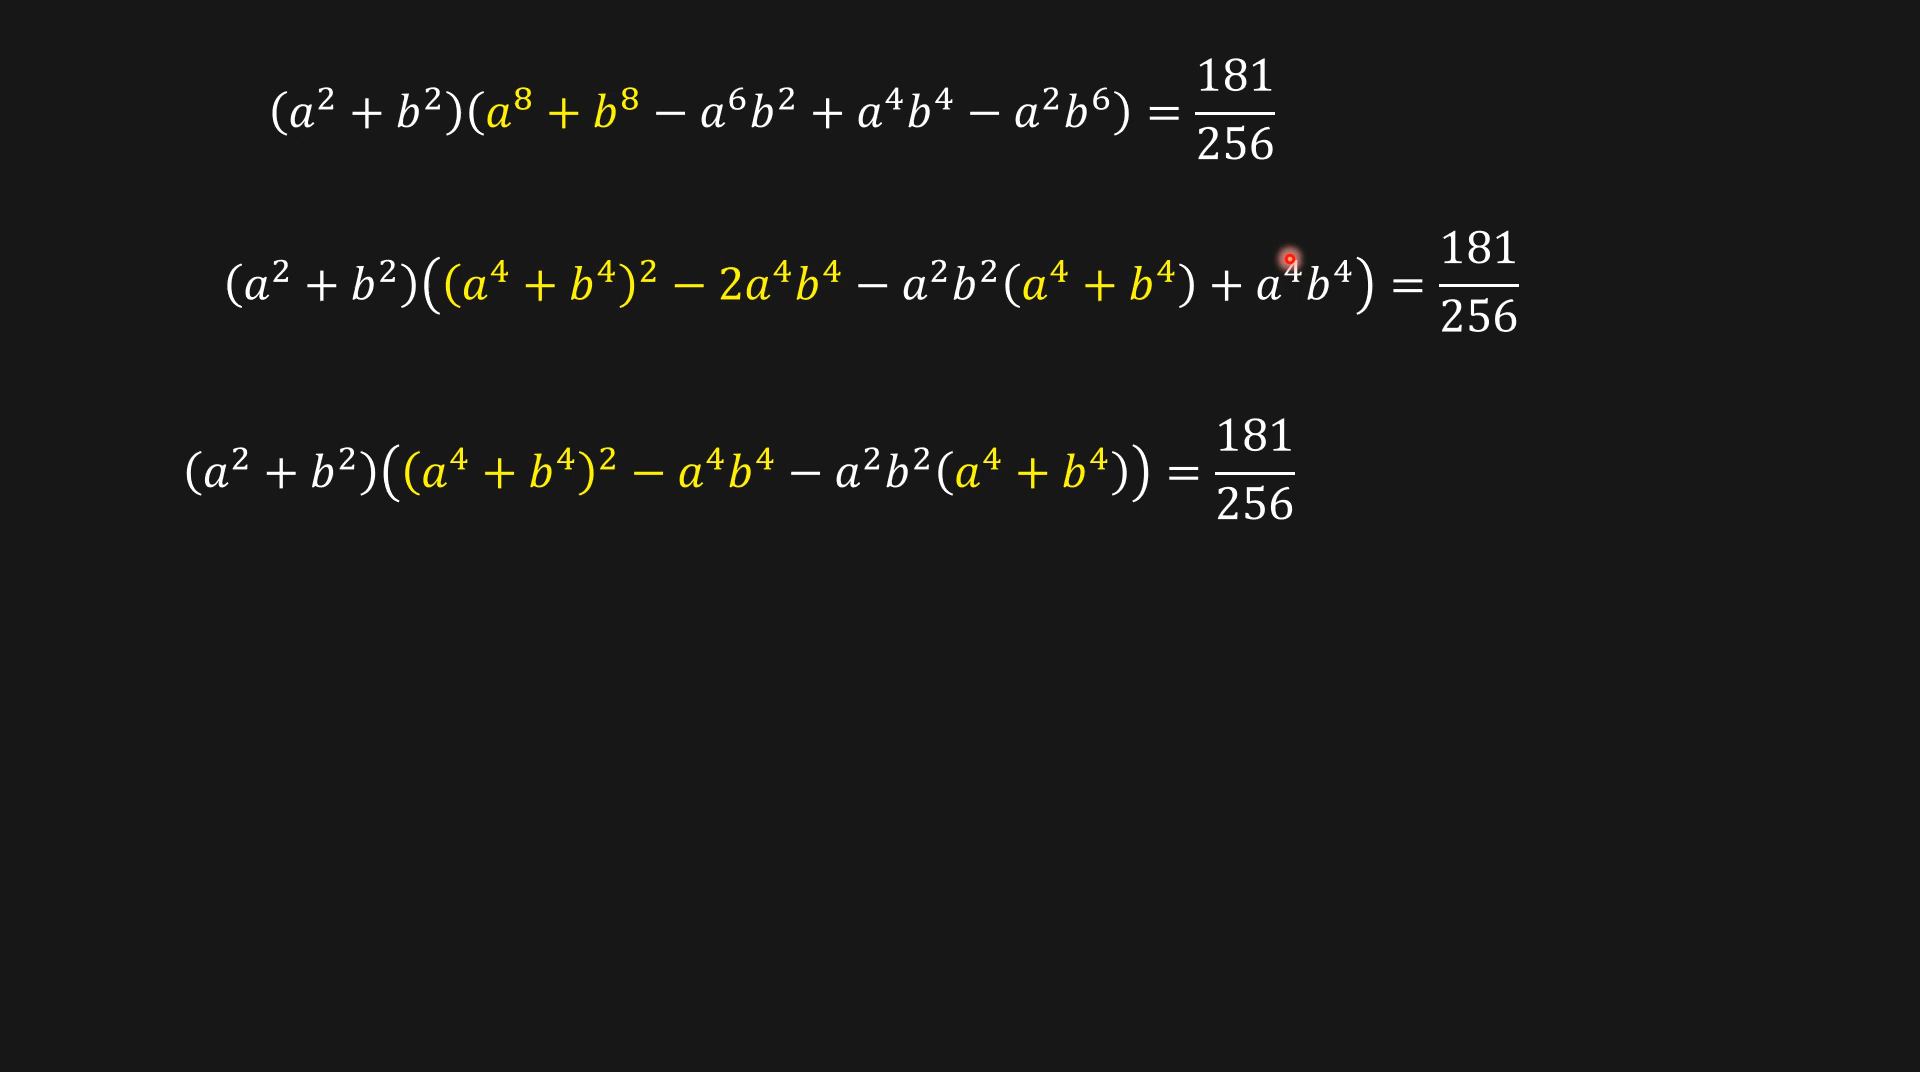 (a² + b²)(a⁸ + b⁸ − a⁶b² + a⁴b⁴ − a²b⁶) = 181/256
(a² + b²)((a⁴ + b⁴)² − 2a⁴b⁴ − a²b²(a⁴ + b⁴) + a⁴b⁴) = 181/256
(a² + b²)((a⁴ + b⁴)² − a⁴b⁴ − a²b²(a⁴ + b⁴)) = 181/256